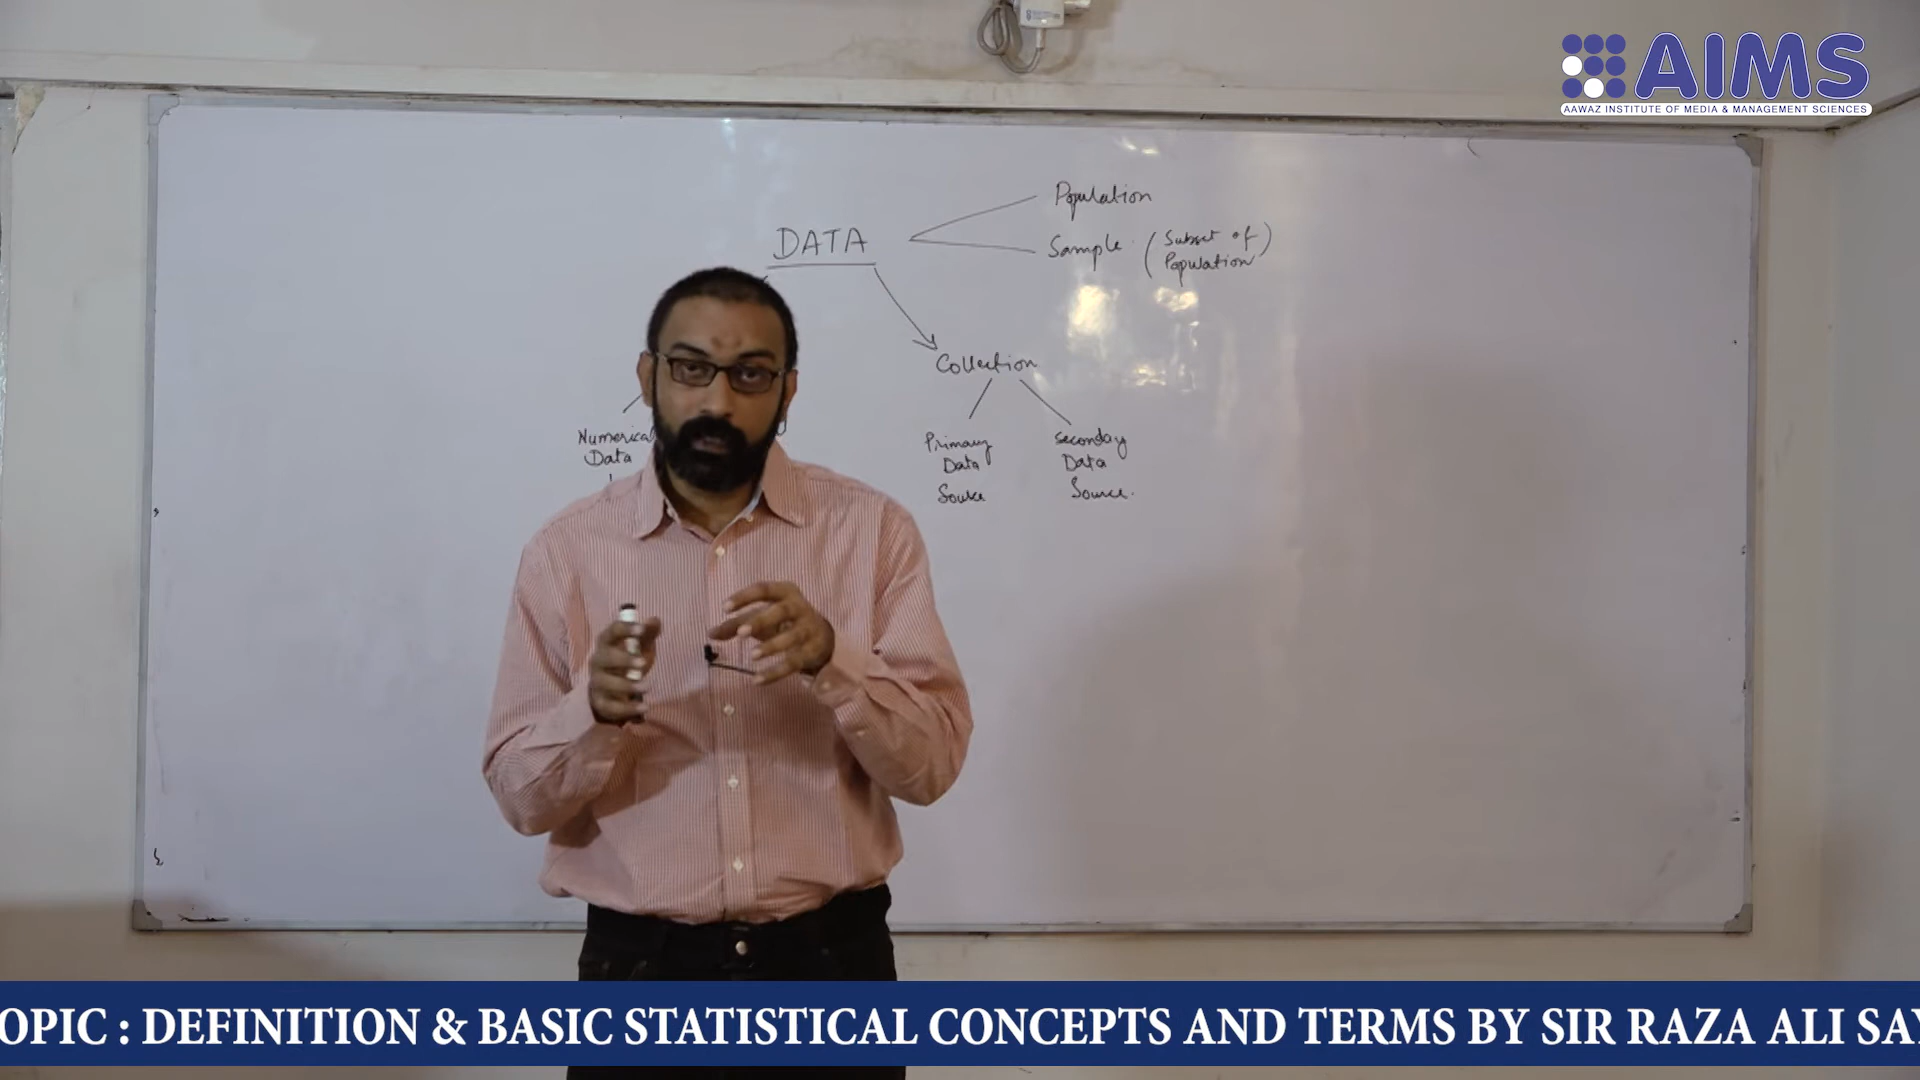 AIMS
AAWAZ INSTITUTE OF MEDIA & MANAGEMENT SCIENCES
Population
DATA
Sample (Subset of
Population)
Collection
Numerical
Data
Primary
Data
Source
Seconday
Data
Source.
OPIC : DEFINITION & BASIC STATISTICAL CONCEPTS AND TERMS BY SIR RAZA ALI SAY